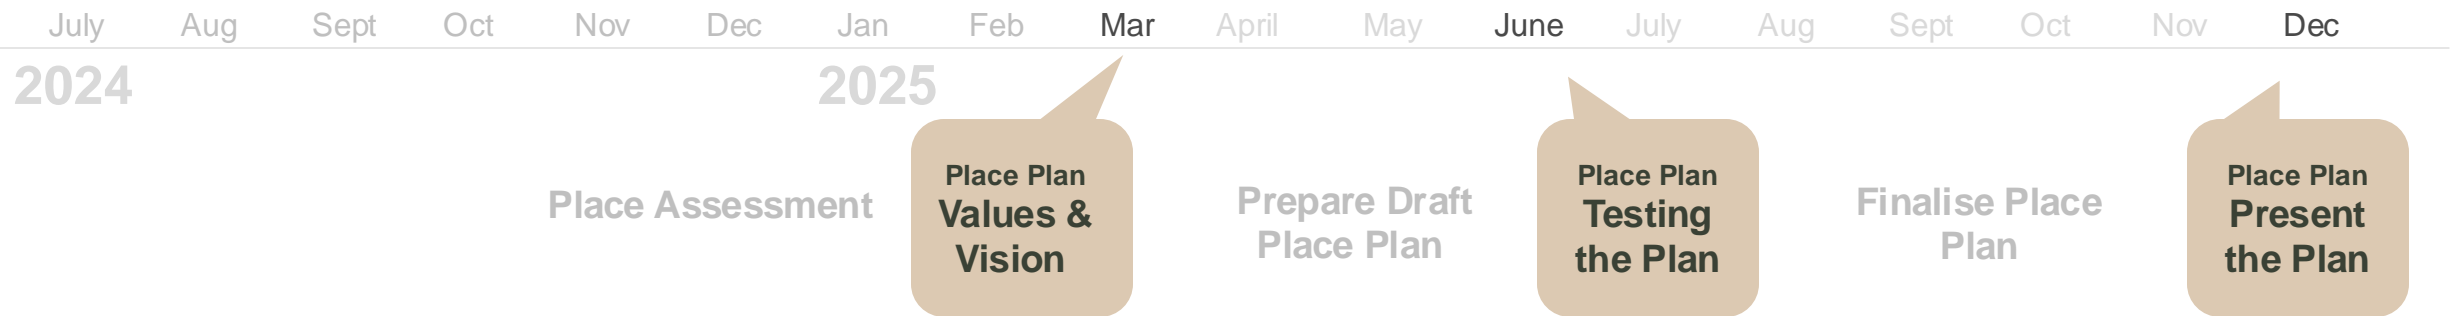 July Aug Sept Oct Nov Dec Jan Feb Mar April May June July Aug Sept Oct Nov Dec
2024 2025
Place Assessment
Place Plan
Values &
Vision
Prepare Draft
Place Plan
Place Plan
Testing
the Plan
Finalise Place
Plan
Place Plan
Present
the Plan